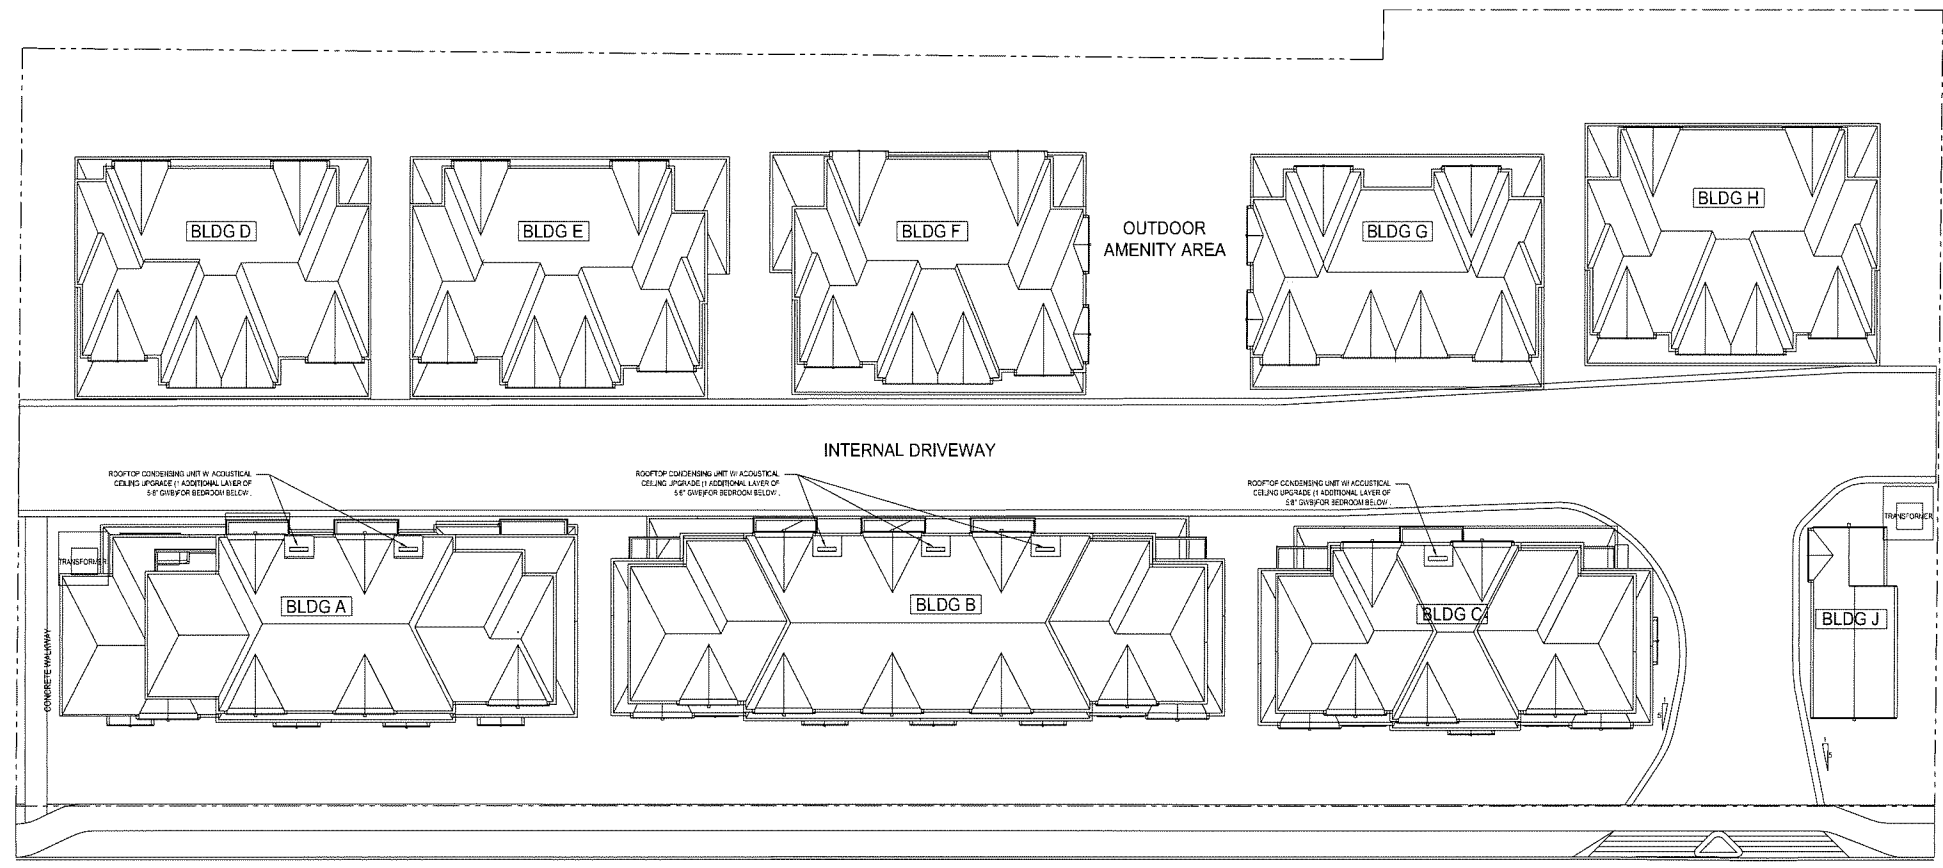 BLDG H
BLDG D
BLDG E
BLDG F
OUTDOOR
AMENITY AREA
BLDG G
INTERNAL DRIVEWAY
ROOFTOP CONDENSING UNIT W/ ACOUSTICAL
CEILING UPGRADE (1 ADDITIONAL LAYER OF
5/8" GWB)FOR BEDROOM BELOW .
ROOFTOP CONDENSING UNIT W/ ACOUSTICAL
CEILING UPGRADE (1 ADDITIONAL LAYER OF
5/8" GWB)FOR BEDROOM BELOW .
ROOFTOP CONDENSING UNIT W/ ACOUSTICAL
CEILING UPGRADE (1 ADDITIONAL LAYER OF
5/8" GWB)FOR BEDROOM BELOW .
TRANSFORMER
TRANSFORMER
BLDG A
BLDG B
BLDG C
BLDG J
CONCRETE WALKWAY
5
5